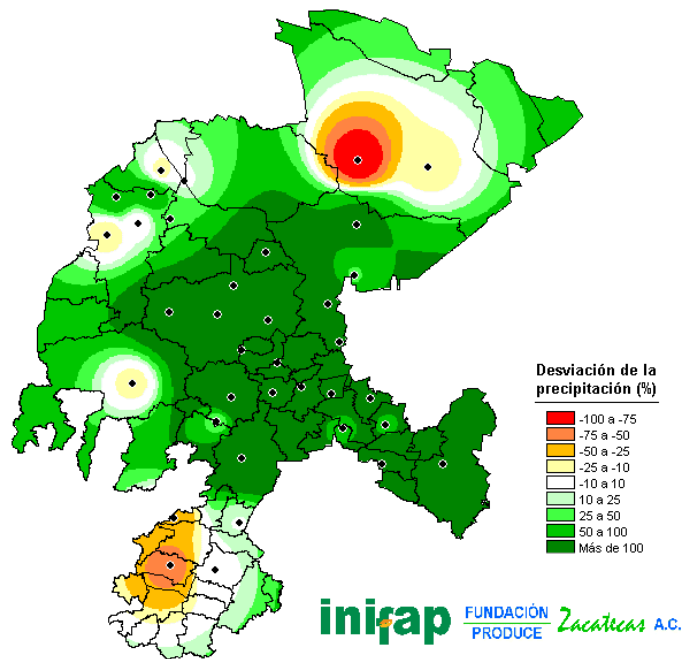 Desviación de la
precipitación (%)
-100 a -75
-75 a -50
-50 a -25
-25 a -10
-10 a 10
10 a 25
25 a 50
50 a 100
Más de 100
inifap
FUNDACIÓN
PRODUCE
Zacatecas A.C.